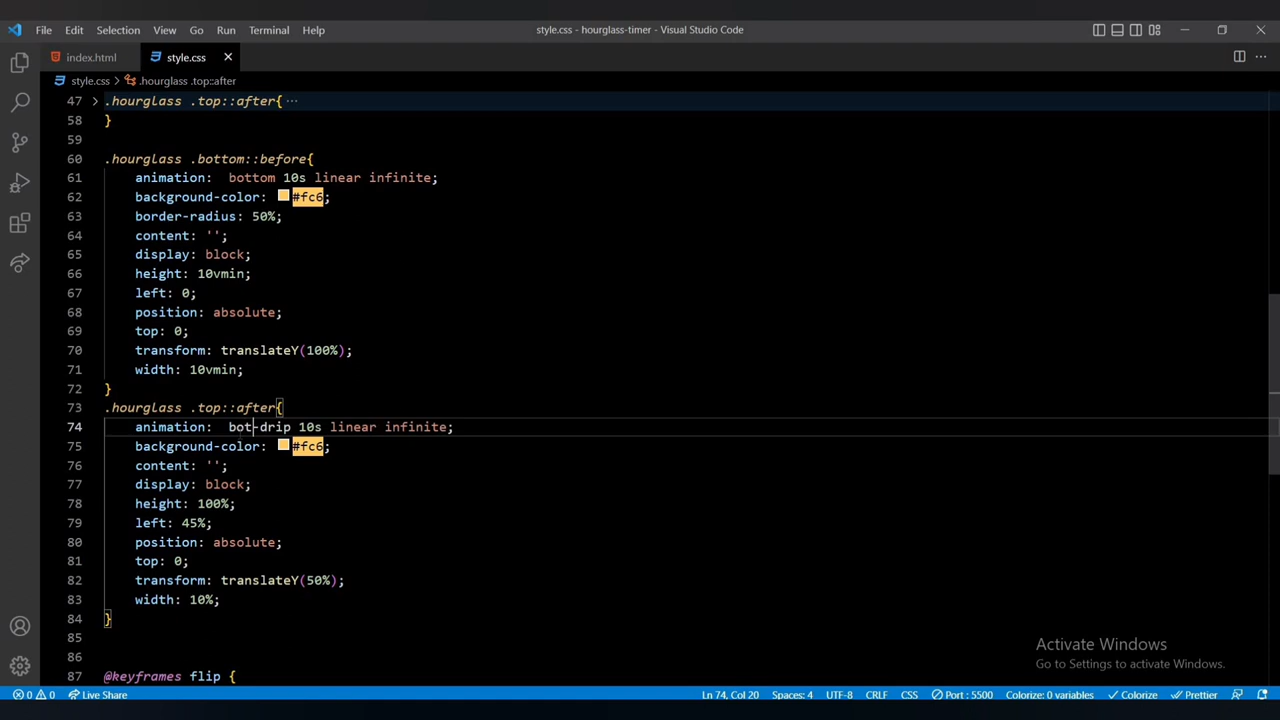 File Edit Selection View Go Run Terminal Help style.css - hourglass-timer - Visual Studio Code
index.html style.css
style.css .hourglass .top::after
47 .hourglass .top::after{ ···
58 }
59
60 .hourglass .bottom::before{
61 animation:  bottom 10s linear infinite;
62 background-color: #fc6;
63 border-radius: 50%;
64 content: '';
65 display: block;
66 height: 10vmin;
67 left: 0;
68 position: absolute;
69 top: 0;
70 transform: translateY(100%);
71 width: 10vmin;
72 }
73 .hourglass .top::after{
74 animation:  bot-drip 10s linear infinite;
75 background-color: #fc6;
76 content: '';
77 display: block;
78 height: 100%;
79 left: 45%;
80 position: absolute;
81 top: 0;
82 transform: translateY(50%);
83 width: 10%;
84 }
85
86
87 @keyframes flip {
Activate Windows
Go to Settings to activate Windows.
0 0 Live Share Ln 74, Col 20 Spaces: 4 UTF-8 CRLF CSS Port : 5500 Colorize: 0 variables Colorize Prettier